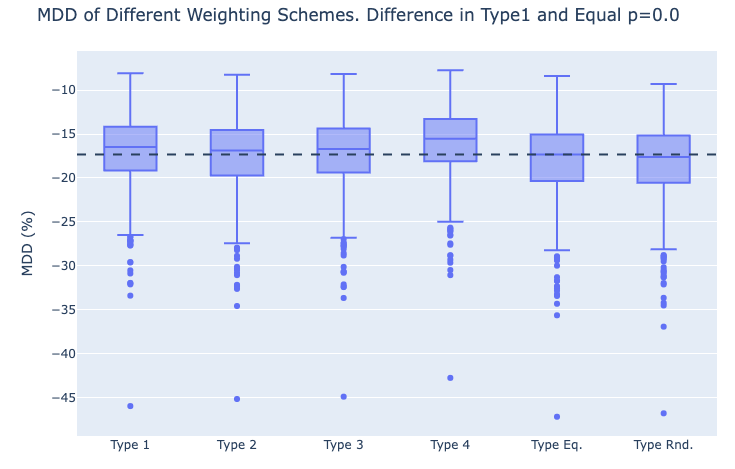 MDD of Different Weighting Schemes. Difference in Type1 and Equal p=0.0
MDD (%)
−10
−15
−20
−25
−30
−35
−40
−45
Type 1
Type 2
Type 3
Type 4
Type Eq.
Type Rnd.